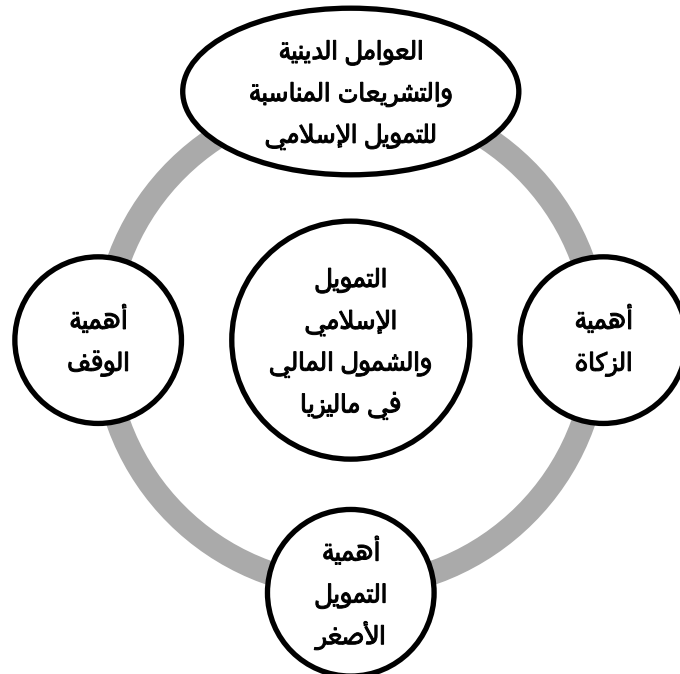 العوامل الدينية
والتشريعات المناسبة
للتمويل الإسلامي
التمويل
الإسلامي
والشمول المالي
في ماليزيا
أهمية
الزكاة
أهمية
الوقف
أهمية
التمويل
الأصغر